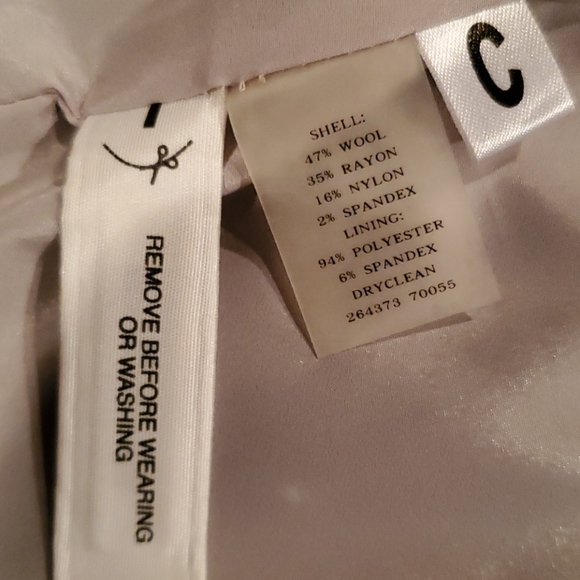 C
SHELL:
47% WOOL
35% RAYON
16% NYLON
2% SPANDEX
LINING:
94% POLYESTER
6% SPANDEX
DRYCLEAN
264373 70055
REMOVE BEFORE WEARING
OR WASHING